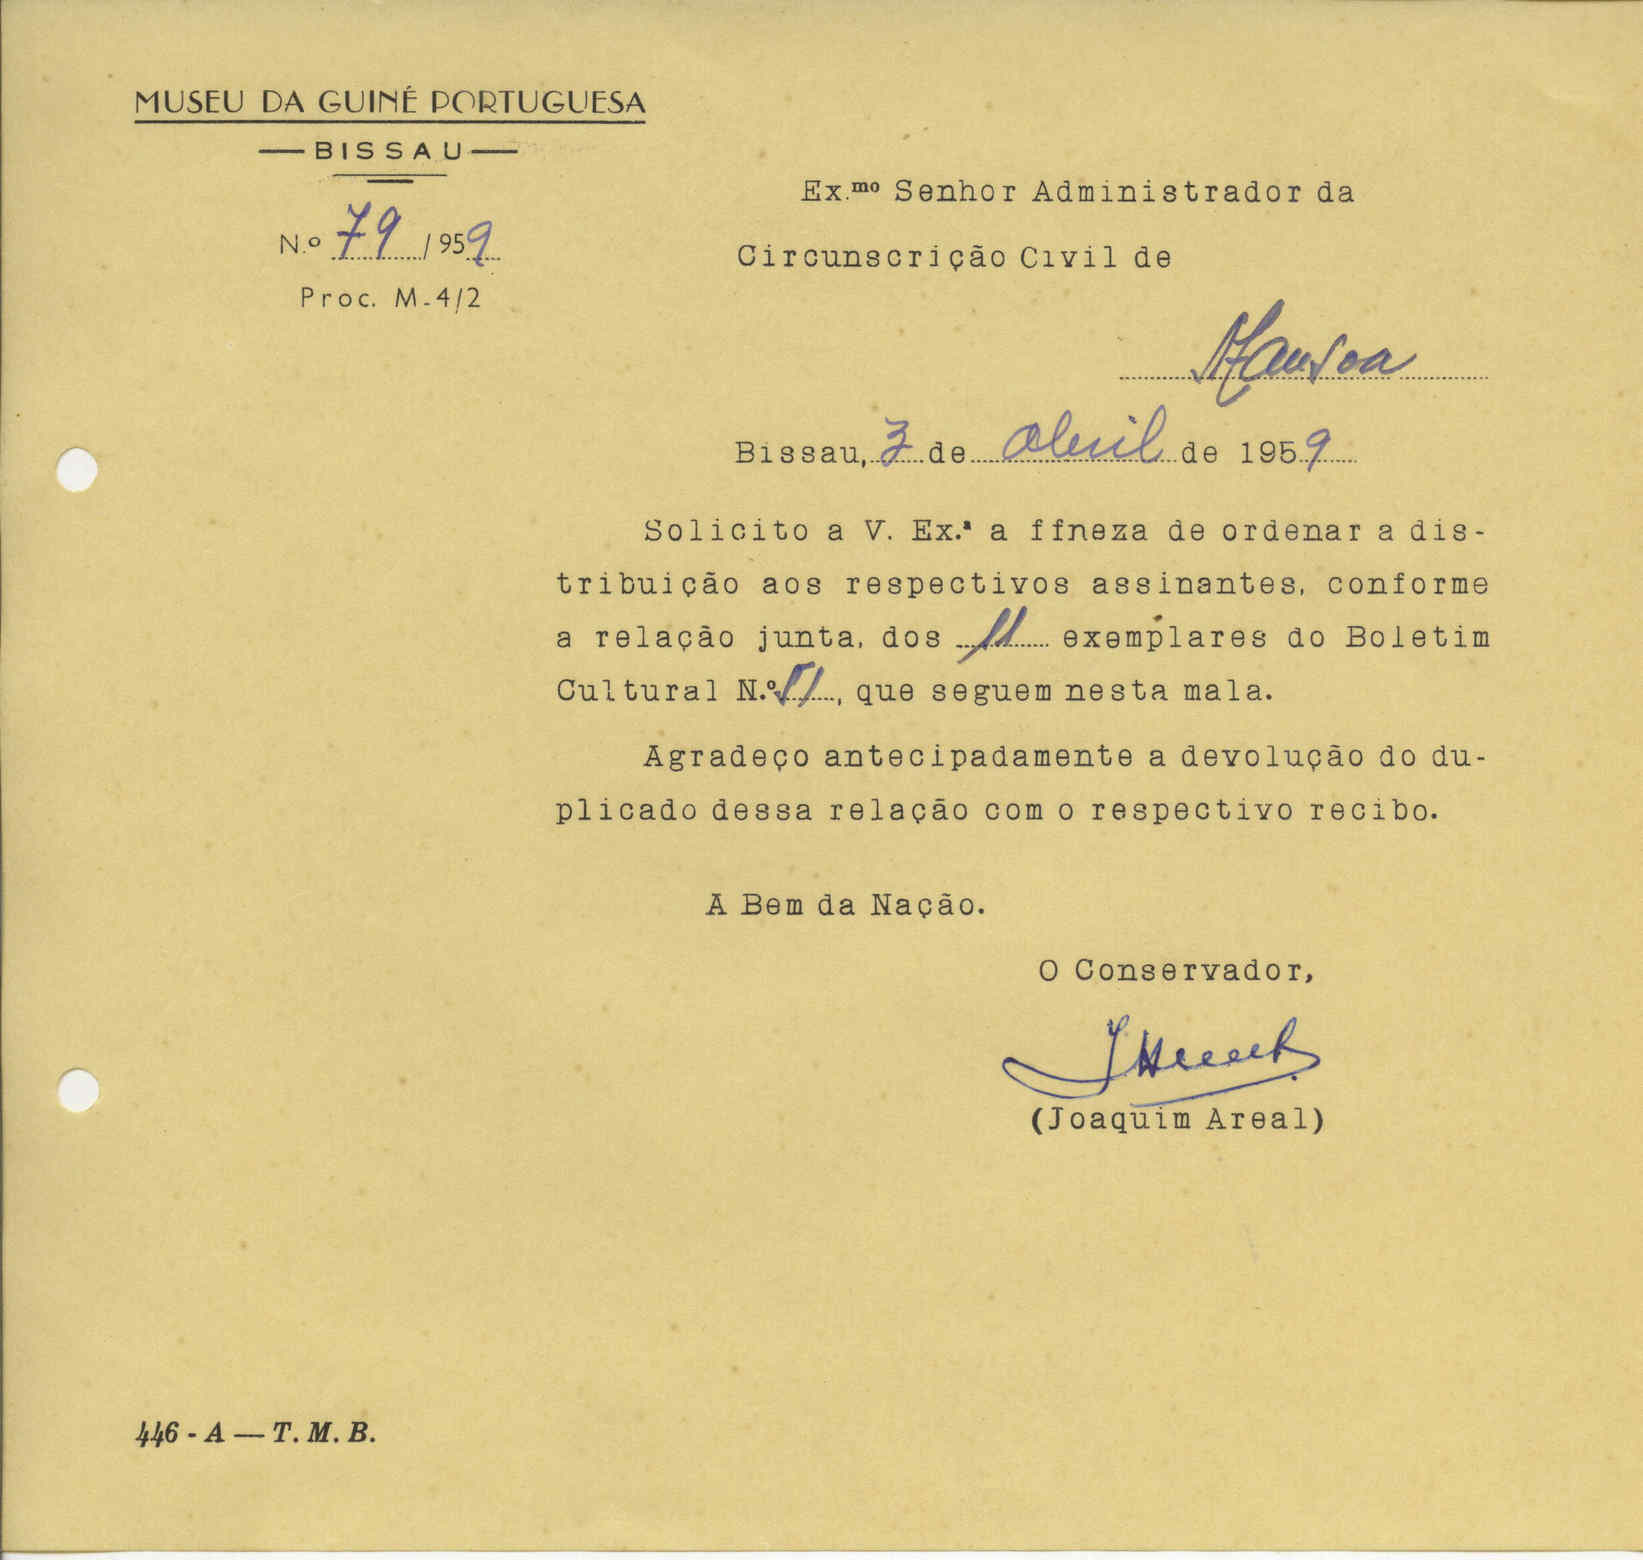 MUSEU DA GUINÉ PORTUGUESA
— BISSAU —
N.º 79 / 959
Proc. M-4/2
Ex.mo Senhor Administrador da
Circunscrição Civil de
Mansoa
Bissau, 3 de Abril de 1959
Solicito a V. Ex.ª a ffneza de ordenar a dis-
tribuição aos respectivos assinantes, conforme
a relação junta, dos 11 exemplares do Boletim
Cultural N.º 51, que seguem nesta mala.
Agradeço antecipadamente a devolução do du-
plicado dessa relação com o respectivo recibo.
A Bem da Nação.
O Conservador,
(Joaquim Areal)
446 - A — T. M. B.